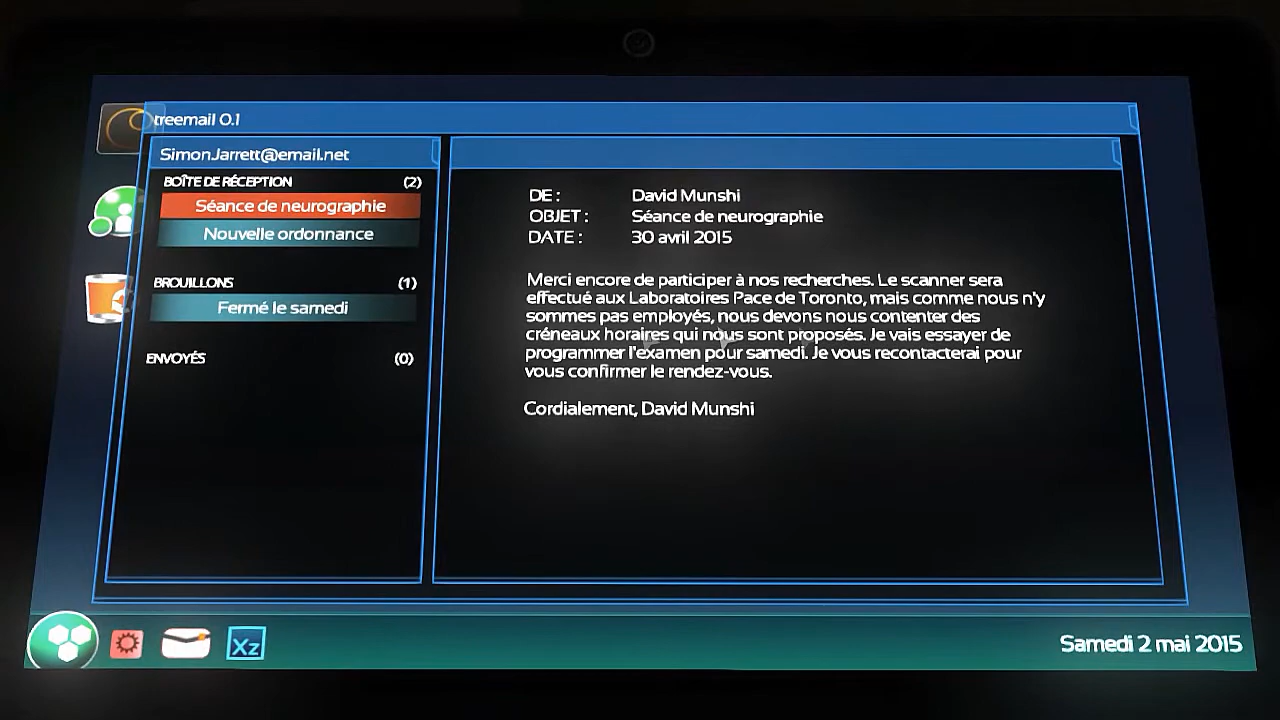 treemail 0.1
SimonJarrett@email.net
BOÎTE DE RÉCEPTION (2)
Séance de neurographie
Nouvelle ordonnance
BROUILLONS (1)
Fermé le samedi
ENVOYÉS (0)
DE : David Munshi
OBJET : Séance de neurographie
DATE : 30 avril 2015
Merci encore de participer à nos recherches. Le scanner sera
effectué aux Laboratoires Pace de Toronto, mais comme nous n'y
sommes pas employés, nous devons nous contenter des
créneaux horaires qui nous sont proposés. Je vais essayer de
programmer l'examen pour samedi. Je vous recontacterai pour
vous confirmer le rendez-vous.
Cordialement, David Munshi
Xz
Samedi 2 mai 2015